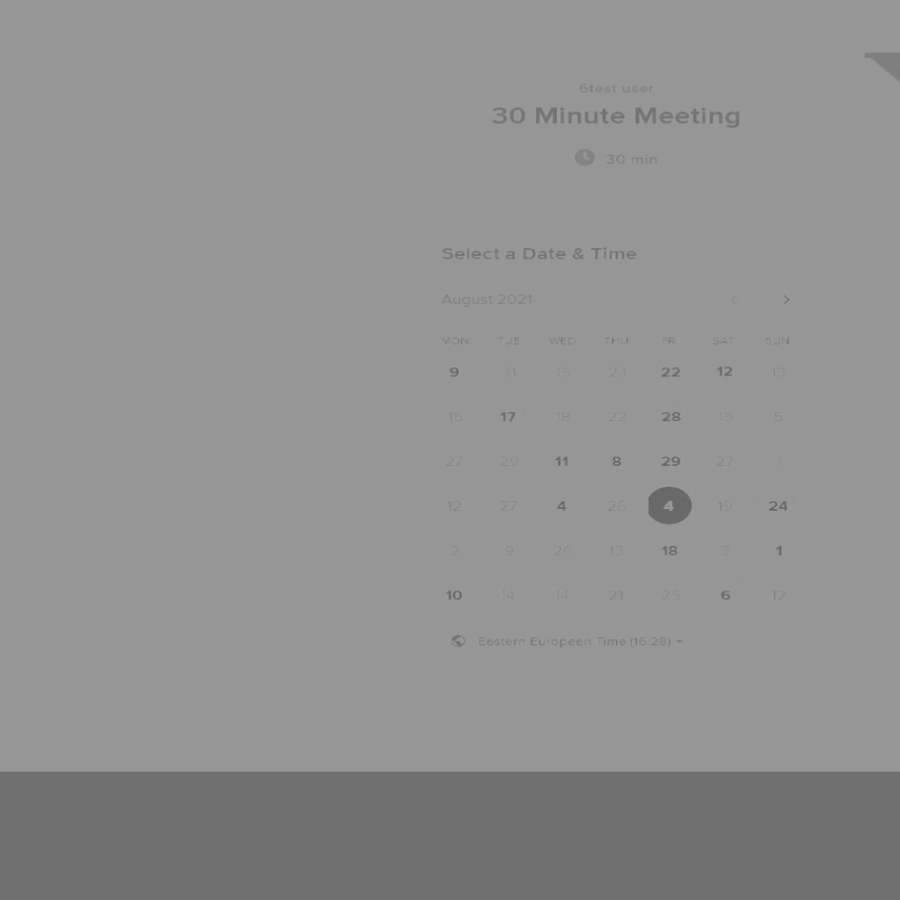 6test user
30 Minute Meeting
30 min
Select a Date & Time
August 2021
MON TUE WED THU FRI SAT SUN
9 31 15 23 22 12 13
15 17 18 22 28 15 5
27 29 11 8 29 27 1
12 27 4 26 4 19 24
2 9 26 13 18 3 1
10 14 14 21 25 6 12
Eastern European Time (16:28)